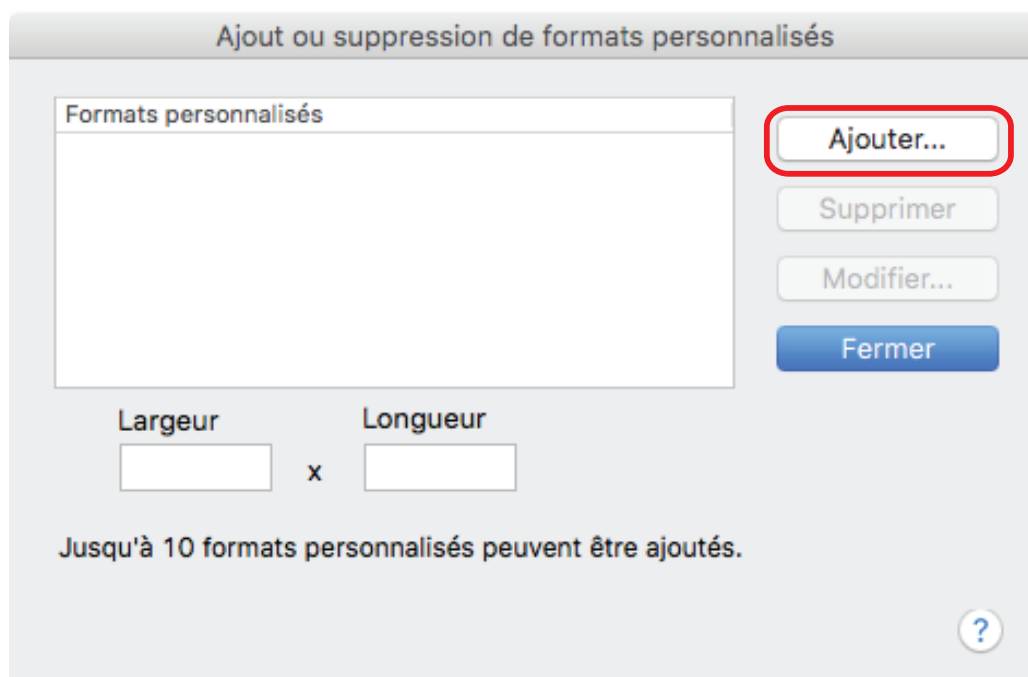 Ajout ou suppression de formats personnalisés
Formats personnalisés
Ajouter...
Supprimer
Modifier...
Fermer
Largeur
Longueur
x
Jusqu'à 10 formats personnalisés peuvent être ajoutés.
?